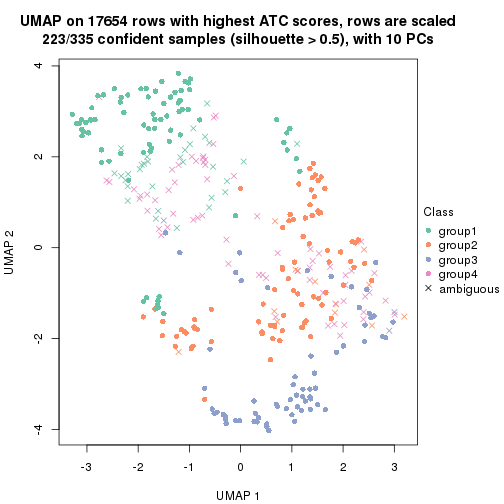 UMAP on 17654 rows with highest ATC scores, rows are scaled
223/335 confident samples (silhouette > 0.5), with 10 PCs
4
2
0
-2
-4
UMAP 2
-3
-2
-1
0
1
2
3
UMAP 1
Class
group1
group2
group3
group4
ambiguous